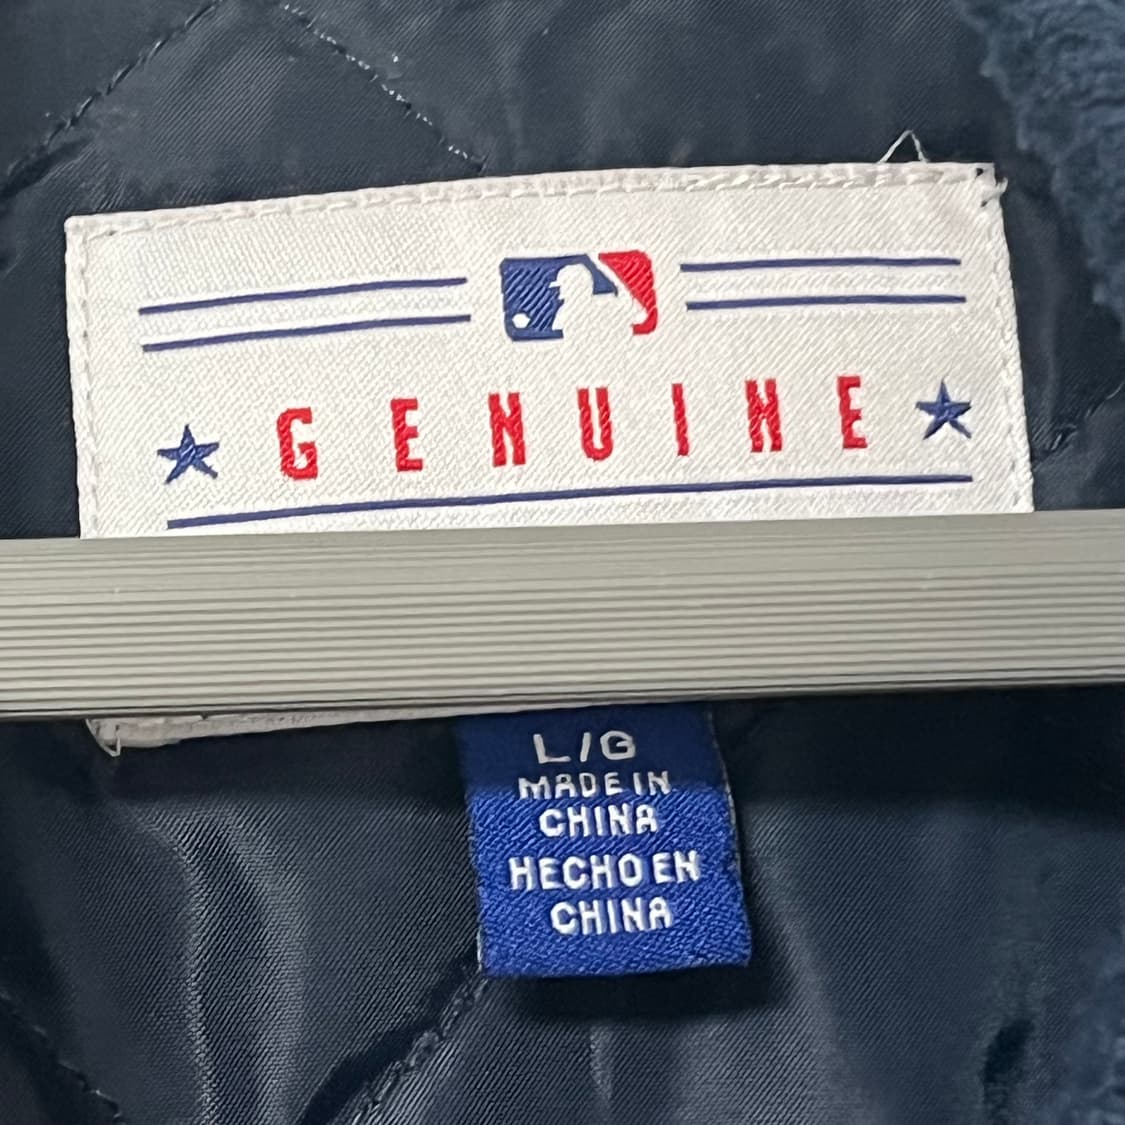 GENUINE
L/G
MADE IN
CHINA
HECHO EN
CHINA